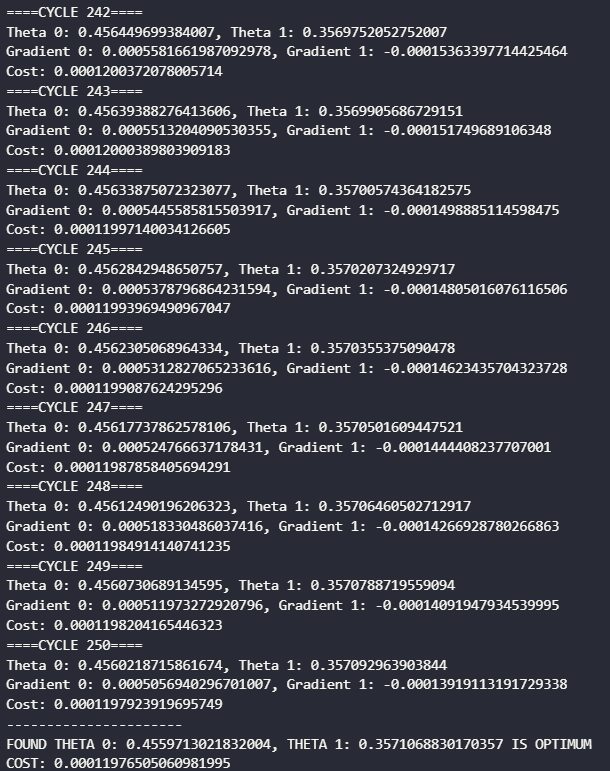 ====CYCLE 242====
Theta 0: 0.456449699384007, Theta 1: 0.3569752052752007
Gradient 0: 0.0005581661987092978, Gradient 1: -0.00015363397714425464
Cost: 0.0001200372078005714
====CYCLE 243====
Theta 0: 0.45639388276413606, Theta 1: 0.3569905686729151
Gradient 0: 0.0005513204090530355, Gradient 1: -0.000151749689106348
Cost: 0.00012000389803909183
====CYCLE 244====
Theta 0: 0.45633875072323077, Theta 1: 0.35700574364182575
Gradient 0: 0.0005445585815503917, Gradient 1: -0.0001498885114598475
Cost: 0.00011997140034126605
====CYCLE 245====
Theta 0: 0.4562842948650757, Theta 1: 0.3570207324929717
Gradient 0: 0.0005378796864231594, Gradient 1: -0.00014805016076116506
Cost: 0.00011993969490967047
====CYCLE 246====
Theta 0: 0.4562305068964334, Theta 1: 0.3570355375090478
Gradient 0: 0.0005312827065233616, Gradient 1: -0.00014623435704323728
Cost: 0.0001199087624295296
====CYCLE 247====
Theta 0: 0.45617737862578106, Theta 1: 0.3570501609447521
Gradient 0: 0.000524766637178431, Gradient 1: -0.0001444408237707001
Cost: 0.00011987858405694291
====CYCLE 248====
Theta 0: 0.45612490196206323, Theta 1: 0.35706460502712917
Gradient 0: 0.000518330486037416, Gradient 1: -0.00014266928780266863
Cost: 0.00011984914140741235
====CYCLE 249====
Theta 0: 0.4560730689134595, Theta 1: 0.3570788719559094
Gradient 0: 0.000511973272920796, Gradient 1: -0.00014091947934539995
Cost: 0.0001198204165446323
====CYCLE 250====
Theta 0: 0.4560218715861674, Theta 1: 0.357092963903844
Gradient 0: 0.0005056940296701007, Gradient 1: -0.00013919113191729338
Cost: 0.0001197923919695749
----------------------
FOUND THETA 0: 0.4559713021832004, THETA 1: 0.3571068830170357 IS OPTIMUM
COST: 0.00011976505060981995